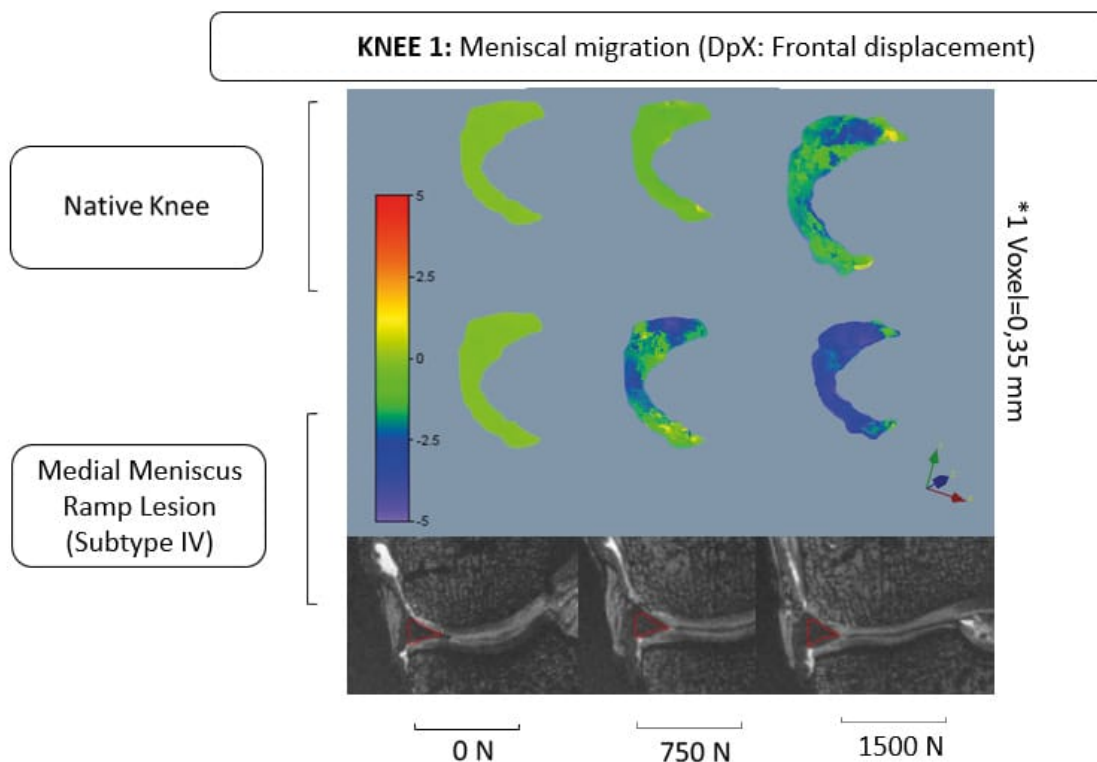 KNEE 1: Meniscal migration (DpX: Frontal displacement)
Native Knee
5
2.5
0
-2.5
-5
*1 Voxel=0,35 mm
Medial Meniscus
Ramp Lesion
(Subtype IV)
0 N
750 N
1500 N